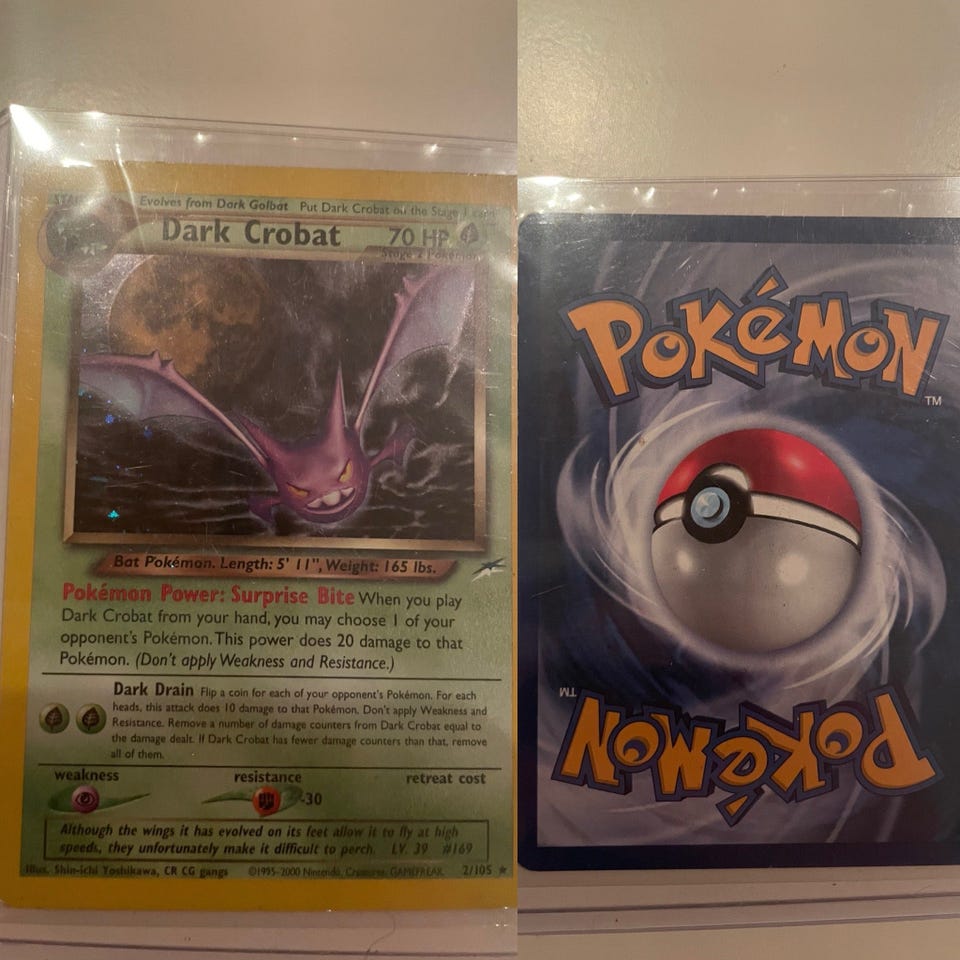 Evolves from Dark Golbat Put Dark Crobat on the Stage 1 card
Dark Crobat 70 HP
Stage 2 Pokémon
Bat Pokémon. Length: 5' 11", Weight: 165 lbs.
Pokémon Power: Surprise Bite When you play
Dark Crobat from your hand, you may choose 1 of your
opponent's Pokémon. This power does 20 damage to that
Pokémon. (Don't apply Weakness and Resistance.)
Dark Drain Flip a coin for each of your opponent's Pokémon. For each
heads, this attack does 10 damage to that Pokémon. Don't apply Weakness and
Resistance. Remove a number of damage counters from Dark Crobat equal to
the damage dealt. If Dark Crobat has fewer damage counters than that, remove
all of them.
weakness resistance retreat cost
-30
Although the wings it has evolved on its feet allow it to fly at high
speeds, they unfortunately make it difficult to perch. LV. 39 #169
Illus. Shin-ichi Yoshikawa, CR CG gangs ©1995-2000 Nintendo, Creatures, GAMEFREAK. 2/105 ★
POKéMON
TM
TM
POKéMON